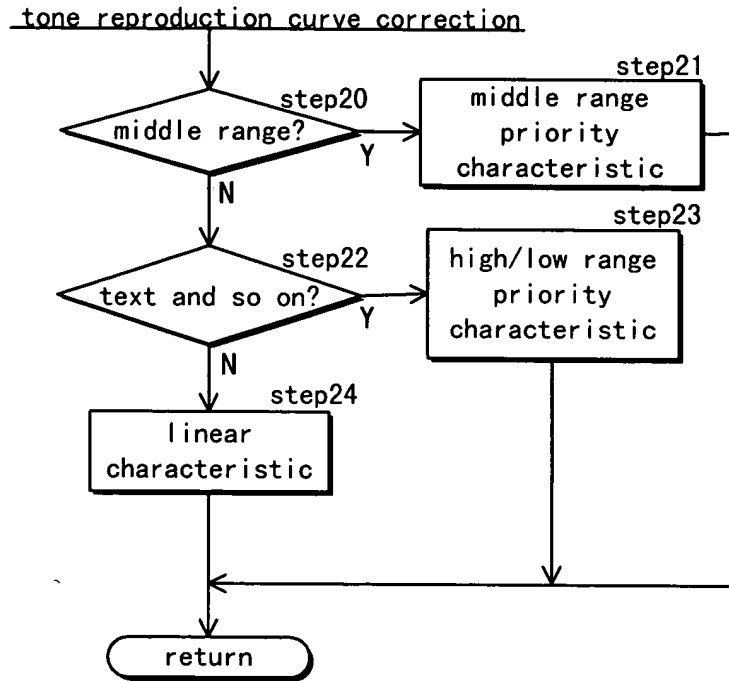 tone reproduction curve correction
step20
middle range?
Y
N
step21
middle range
priority
characteristic
step22
text and so on?
Y
N
step23
high/low range
priority
characteristic
step24
linear
characteristic
return